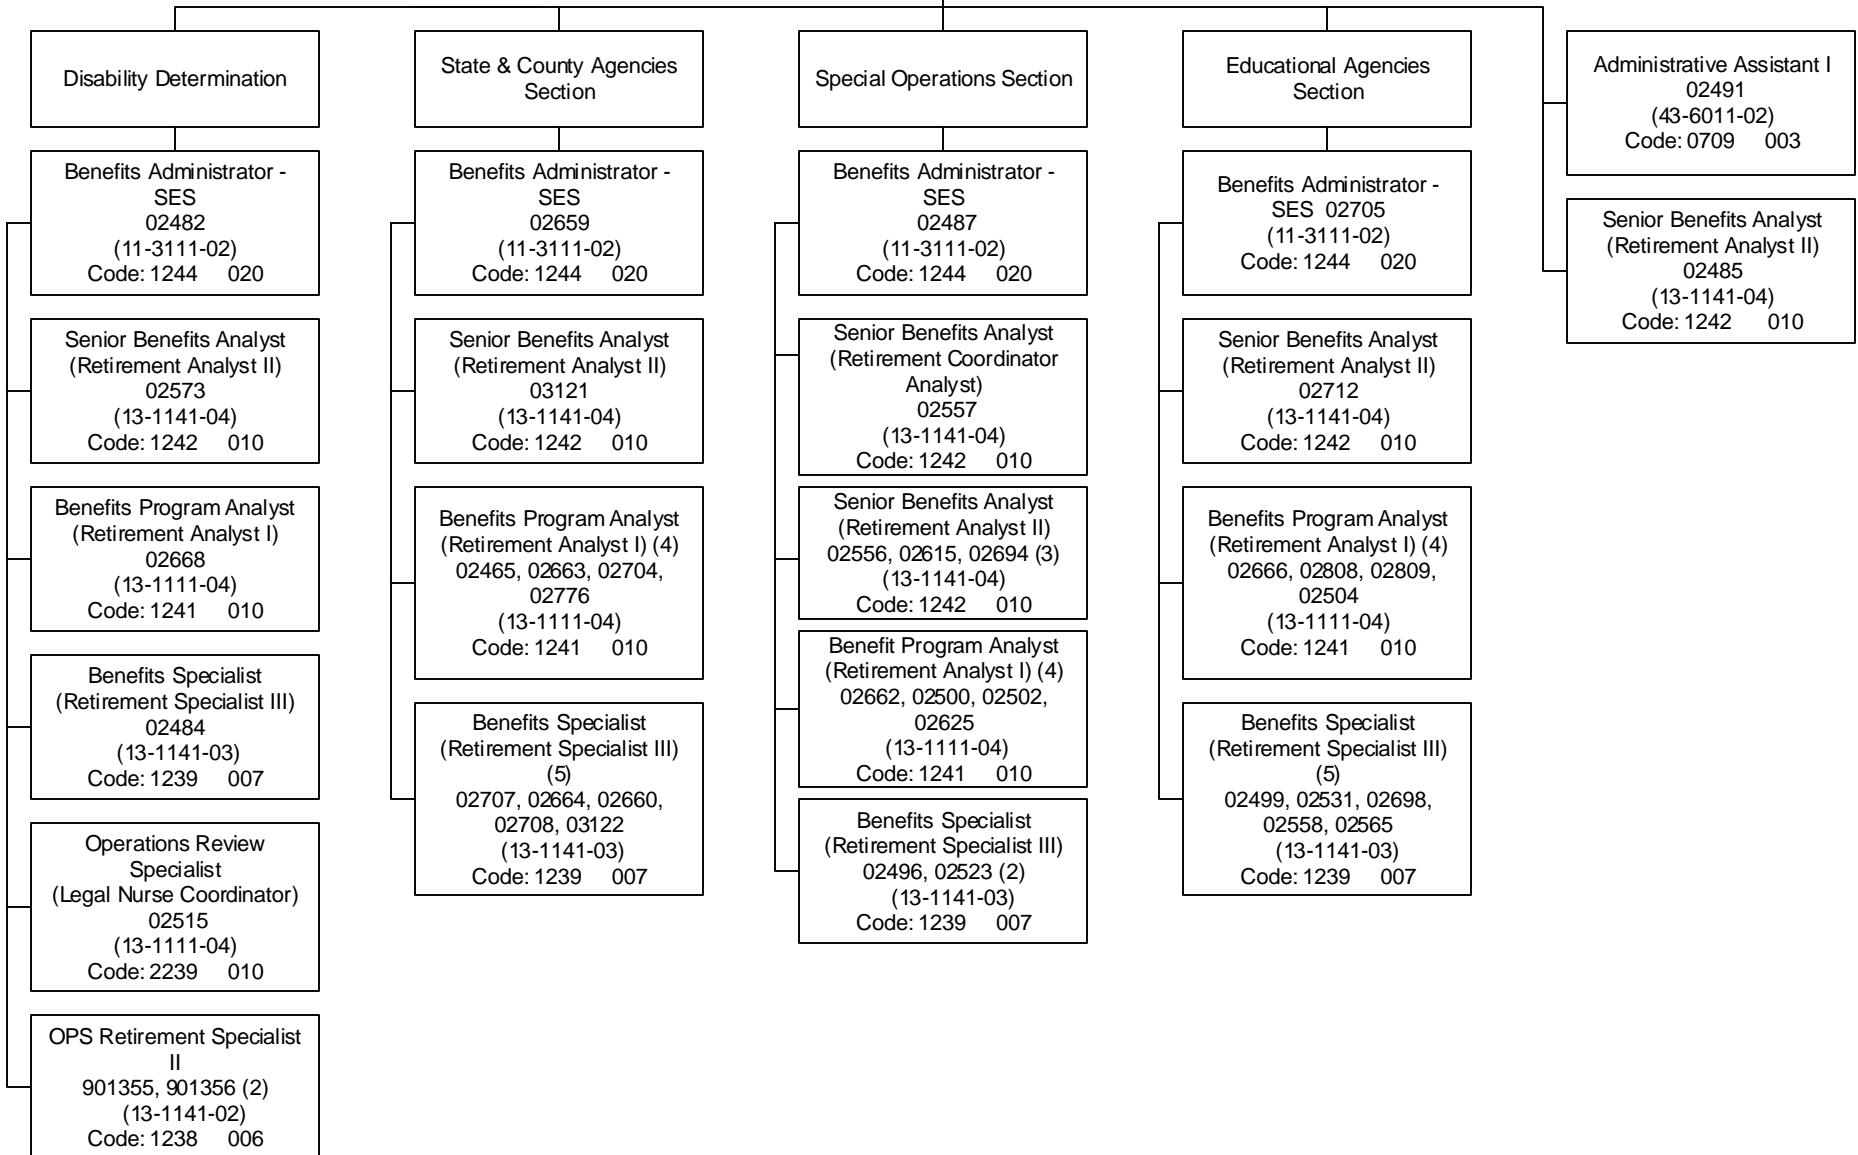 Disability Determination
Benefits Administrator -
SES
02482
(11-3111-02)
Code: 1244 020
Senior Benefits Analyst
(Retirement Analyst II)
02573
(13-1141-04)
Code: 1242 010
Benefits Program Analyst
(Retirement Analyst I)
02668
(13-1111-04)
Code: 1241 010
Benefits Specialist
(Retirement Specialist III)
02484
(13-1141-03)
Code: 1239 007
Operations Review
Specialist
(Legal Nurse Coordinator)
02515
(13-1111-04)
Code: 2239 010
OPS Retirement Specialist
II
901355, 901356 (2)
(13-1141-02)
Code: 1238 006
State & County Agencies
Section
Benefits Administrator -
SES
02659
(11-3111-02)
Code: 1244 020
Senior Benefits Analyst
(Retirement Analyst II)
03121
(13-1141-04)
Code: 1242 010
Benefits Program Analyst
(Retirement Analyst I) (4)
02465, 02663, 02704,
02776
(13-1111-04)
Code: 1241 010
Benefits Specialist
(Retirement Specialist III)
(5)
02707, 02664, 02660,
02708, 03122
(13-1141-03)
Code: 1239 007
Special Operations Section
Benefits Administrator -
SES
02487
(11-3111-02)
Code: 1244 020
Senior Benefits Analyst
(Retirement Coordinator
Analyst)
02557
(13-1141-04)
Code: 1242 010
Senior Benefits Analyst
(Retirement Analyst II)
02556, 02615, 02694 (3)
(13-1141-04)
Code: 1242 010
Benefit Program Analyst
(Retirement Analyst I) (4)
02662, 02500, 02502,
02625
(13-1111-04)
Code: 1241 010
Benefits Specialist
(Retirement Specialist III)
02496, 02523 (2)
(13-1141-03)
Code: 1239 007
Educational Agencies
Section
Benefits Administrator -
SES 02705
(11-3111-02)
Code: 1244 020
Senior Benefits Analyst
(Retirement Analyst II)
02712
(13-1141-04)
Code: 1242 010
Benefits Program Analyst
(Retirement Analyst I) (4)
02666, 02808, 02809,
02504
(13-1111-04)
Code: 1241 010
Benefits Specialist
(Retirement Specialist III)
(5)
02499, 02531, 02698,
02558, 02565
(13-1141-03)
Code: 1239 007
Administrative Assistant I
02491
(43-6011-02)
Code: 0709 003
Senior Benefits Analyst
(Retirement Analyst II)
02485
(13-1141-04)
Code: 1242 010